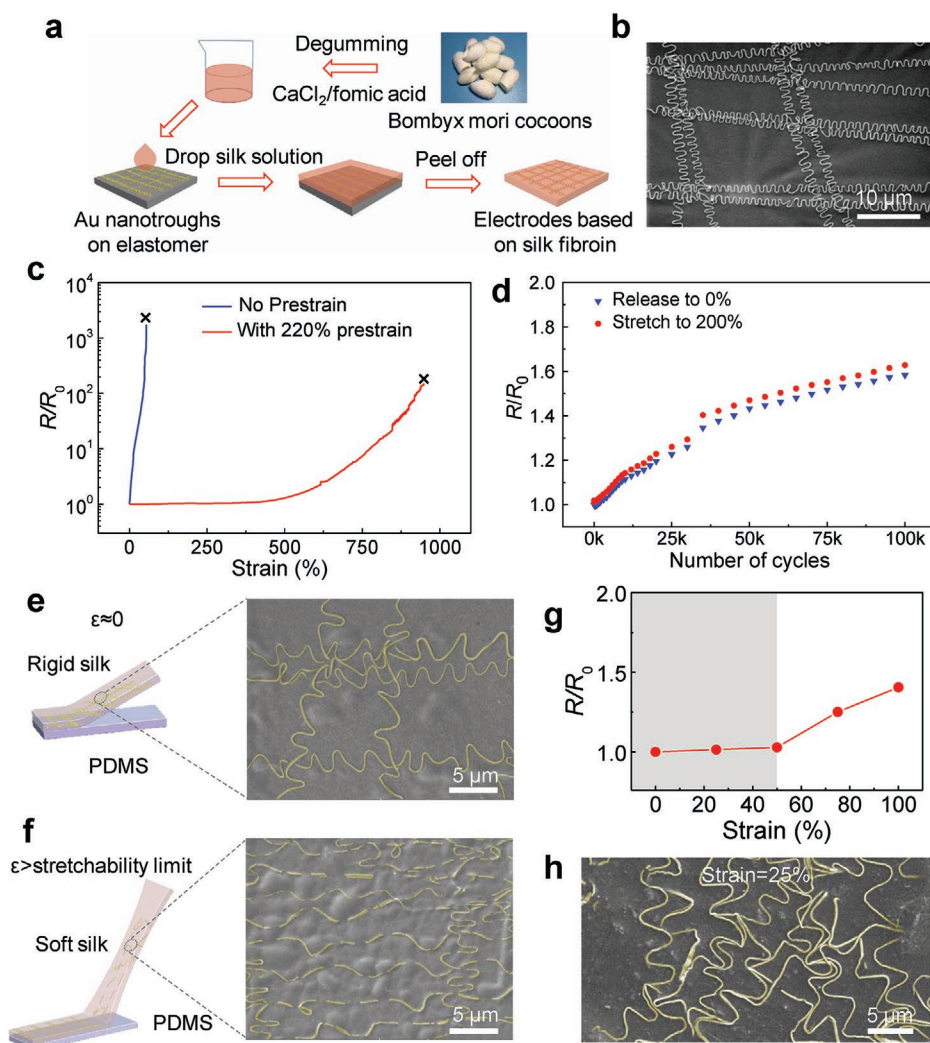 a
Degumming
CaCl2/fomic acid
Bombyx mori cocoons
Drop silk solution
Peel off
Au nanotroughs
on elastomer
Electrodes based
on silk fibroin
b
10 μm
c
10^4
10^3
10^2
10^1
10^0
R/R0
No Prestrain
With 220% prestrain
×
×
0 250 500 750 1000
Strain (%)
d
2.0
1.8
1.6
1.4
1.2
1.0
R/R0
Release to 0%
Stretch to 200%
0k 25k 50k 75k 100k
Number of cycles
e
ε≈0
Rigid silk
PDMS
5 μm
g
2.0
1.5
1.0
R/R0
0 20 40 60 80 100
Strain (%)
f
ε>stretchability limit
Soft silk
PDMS
5 μm
h
Strain=25%
5 μm